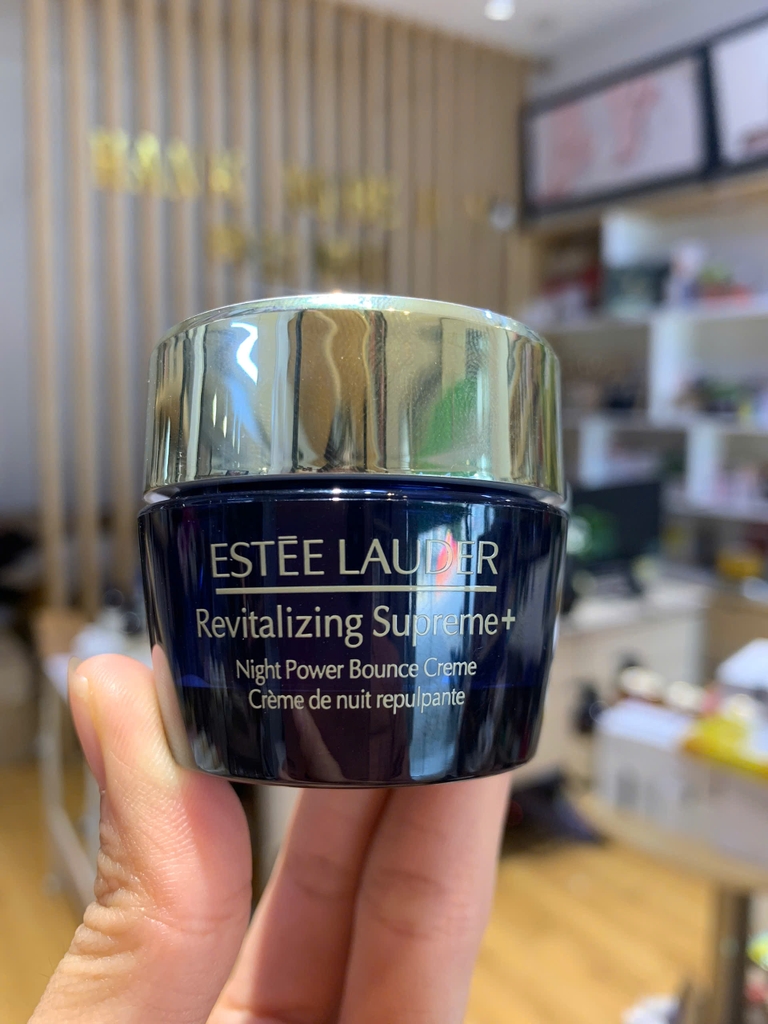 ESTĒE LAUDER
Revitalizing Supreme+
Night Power Bounce Creme
Crème de nuit repulpante